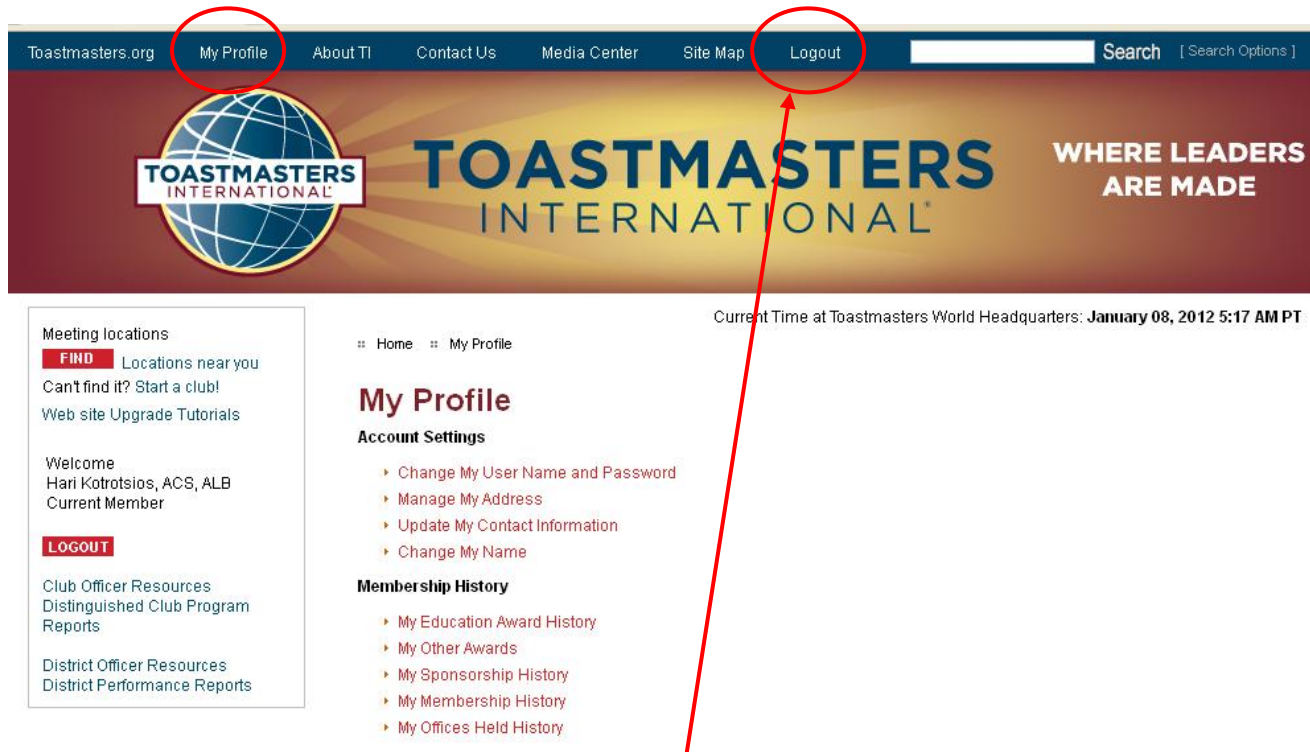 Toastmasters.org My Profile About TI Contact Us Media Center Site Map Logout Search [ Search Options ]
TOASTMASTERS
INTERNATIONAL
TOASTMASTERS
INTERNATIONAL
WHERE LEADERS
ARE MADE
Current Time at Toastmasters World Headquarters: January 08, 2012 5:17 AM PT
Meeting locations
FIND Locations near you
Can't find it? Start a club!
Web site Upgrade Tutorials
Welcome
Hari Kotrotsios, ACS, ALB
Current Member
LOGOUT
Club Officer Resources
Distinguished Club Program
Reports
District Officer Resources
District Performance Reports
:: Home :: My Profile
My Profile
Account Settings
Change My User Name and Password
Manage My Address
Update My Contact Information
Change My Name
Membership History
My Education Award History
My Other Awards
My Sponsorship History
My Membership History
My Offices Held History